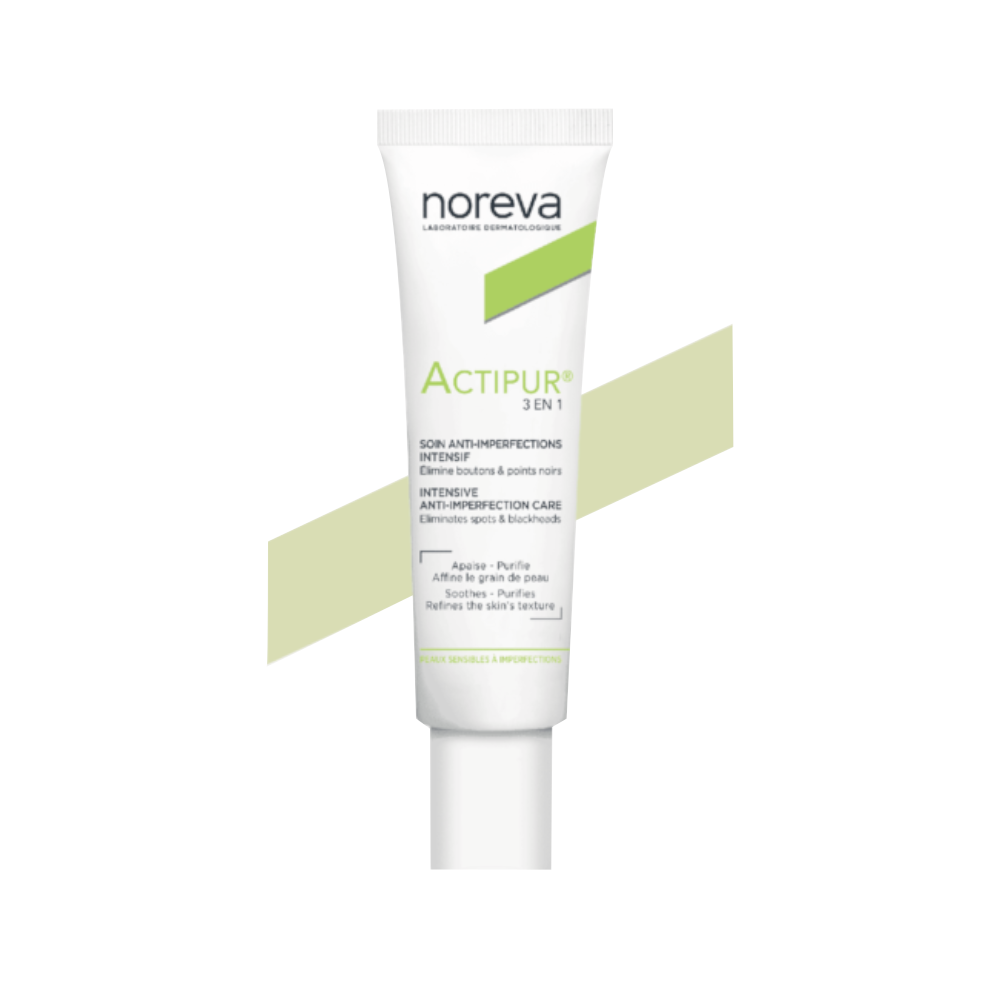 noreva
LABORATOIRE DERMATOLOGIQUE
ACTIPUR®
3 EN 1
SOIN ANTI-IMPERFECTIONS
INTENSIF
Élimine boutons & points noirs
INTENSIVE
ANTI-IMPERFECTION CARE
Eliminates spots & blackheads
Apaise - Purifie
Affine le grain de peau
Soothes - Purifies
Refines the skin's texture
PEAUX SENSIBLES À IMPERFECTIONS